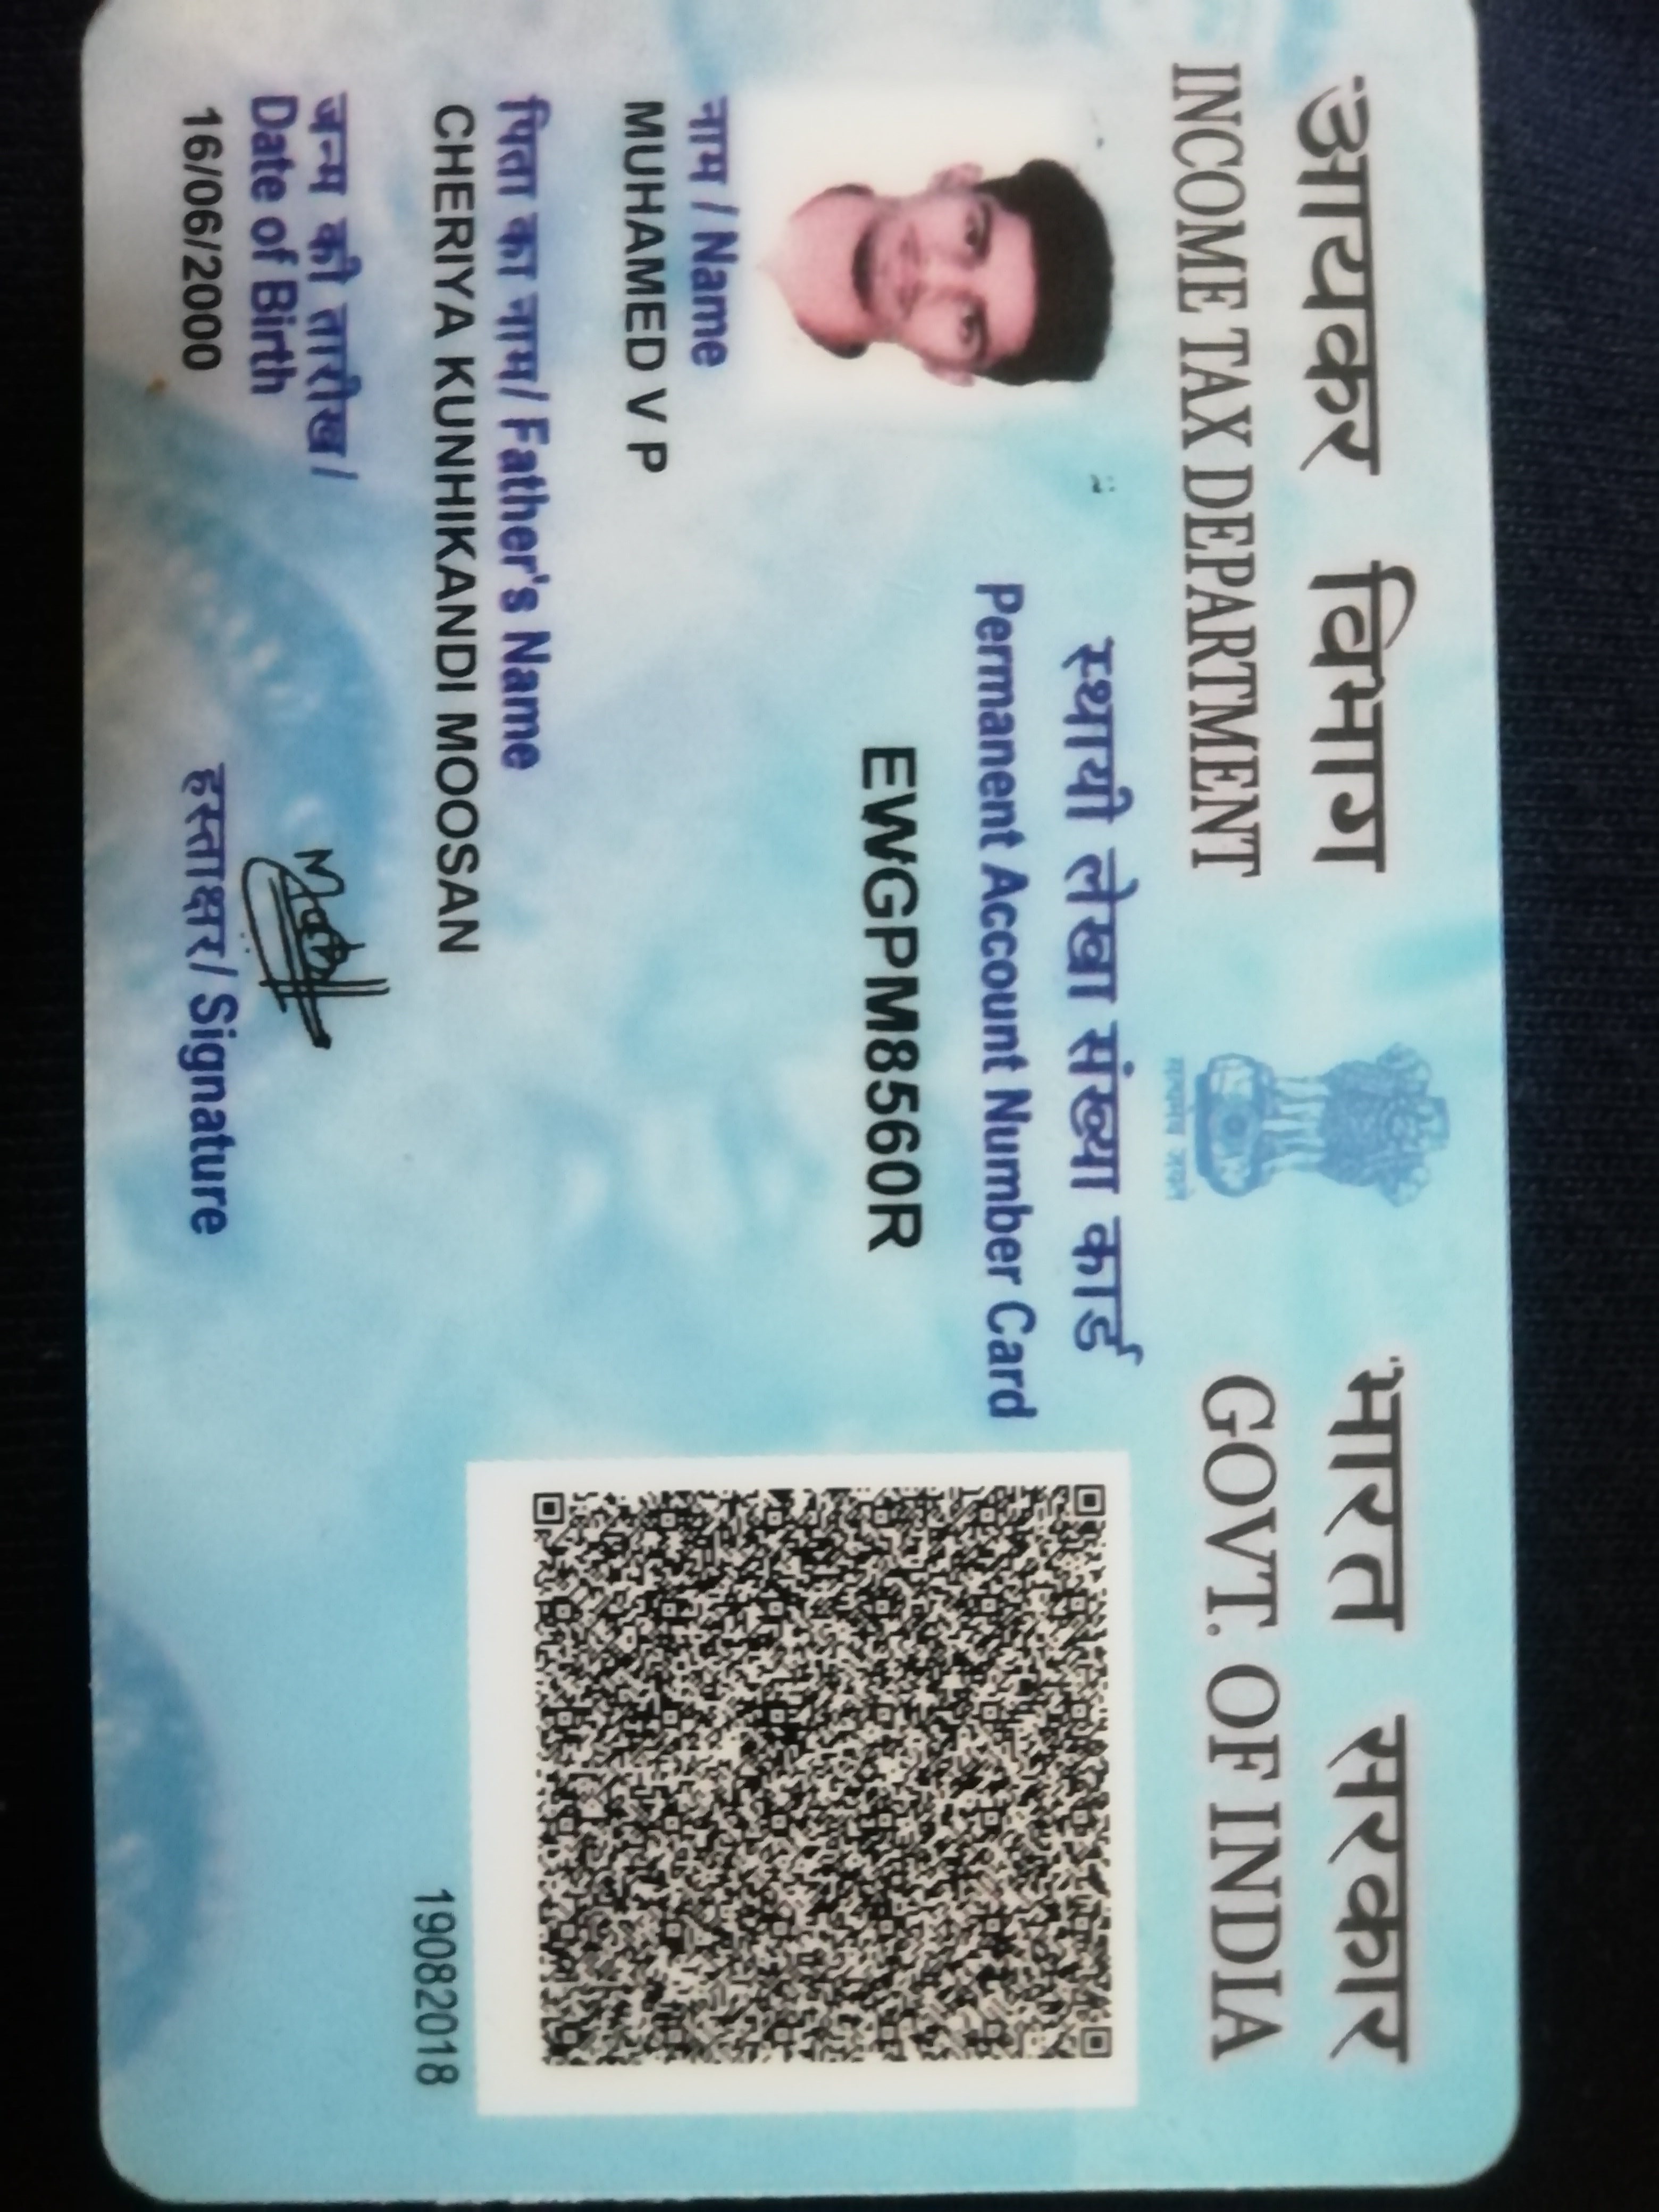 आयकर विभाग
INCOME TAX DEPARTMENT
भारत सरकार
GOVT. OF INDIA
सत्यमेव जयते
स्थायी लेखा संख्या कार्ड
Permanent Account Number Card
EWGPM8560R
नाम / Name
MUHAMED V P
पिता का नाम/ Father's Name
CHERIYA KUNHIKANDI MOOSAN
जन्म की तारीख /
Date of Birth
16/06/2000
हस्ताक्षर/ Signature
19082018